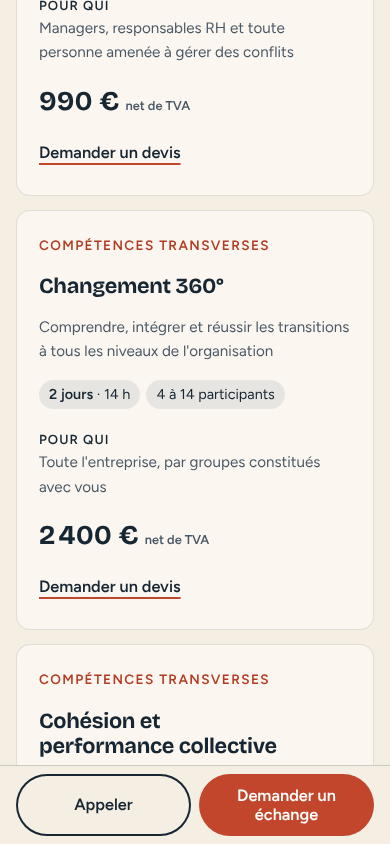 POUR QUI
Managers, responsables RH et toute
personne amenée à gérer des conflits
990 € net de TVA
Demander un devis
COMPÉTENCES TRANSVERSES
Changement 360°
Comprendre, intégrer et réussir les transitions
à tous les niveaux de l'organisation
2 jours · 14 h
4 à 14 participants
POUR QUI
Toute l'entreprise, par groupes constitués
avec vous
2 400 € net de TVA
Demander un devis
COMPÉTENCES TRANSVERSES
Cohésion et
performance collective
Appeler
Demander un
échange